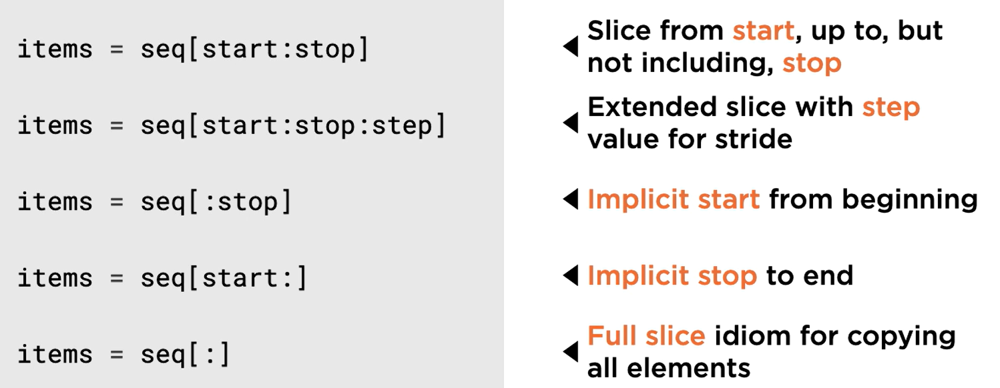 items = seq[start:stop]
Slice from start, up to, but
not including, stop
items = seq[start:stop:step]
Extended slice with step
value for stride
items = seq[:stop]
Implicit start from beginning
items = seq[start:]
Implicit stop to end
items = seq[:]
Full slice idiom for copying
all elements